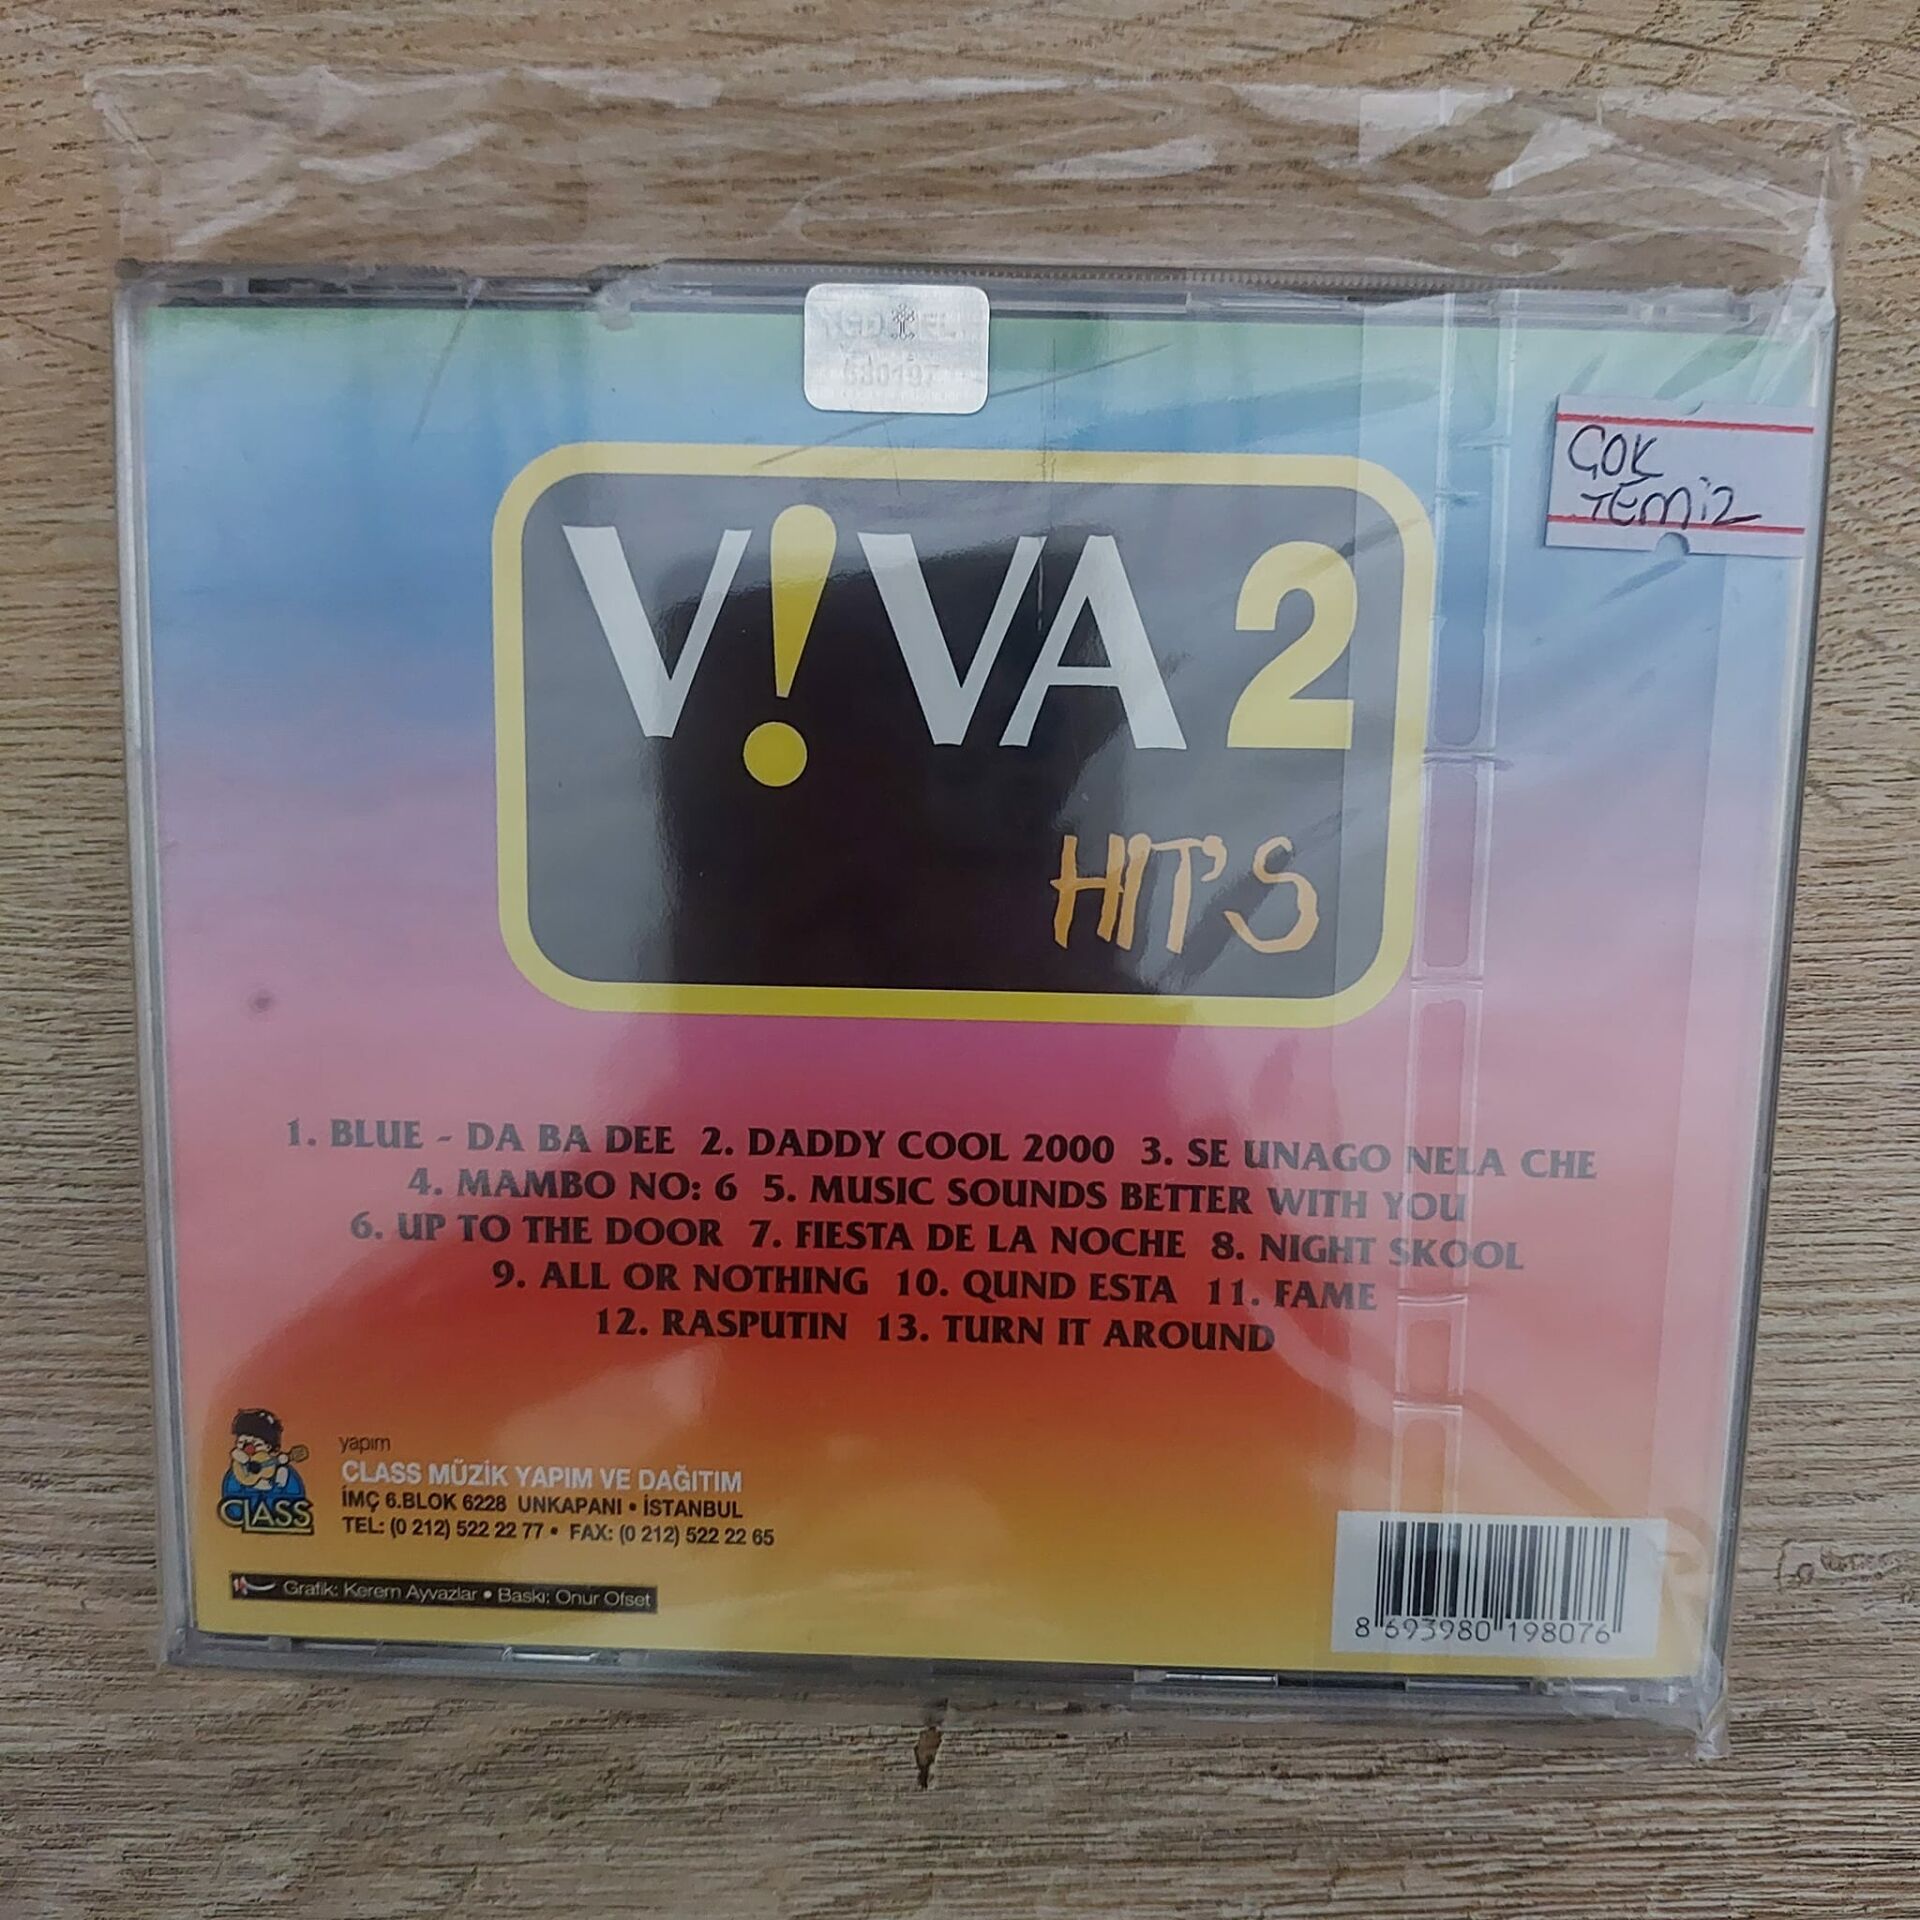 ÇOK
TEMiZ
V!VA 2
HIT'S
1. BLUE - DA BA DEE 2. DADDY COOL 2000 3. SE UNAGO NELA CHE
4. MAMBO NO: 6 5. MUSIC SOUNDS BETTER WITH YOU
6. UP TO THE DOOR 7. FIESTA DE LA NOCHE 8. NIGHT SKOOL
9. ALL OR NOTHING 10. QUND ESTA 11. FAME
12. RASPUTIN 13. TURN IT AROUND
yapım
CLASS MÜZİK YAPIM VE DAĞITIM
İMÇ 6.BLOK 6228 UNKAPANI • İSTANBUL
TEL: (0 212) 522 22 77 • FAX: (0 212) 522 22 65
CLASS
Grafik: Kerem Ayvazlar • Baskı: Onur Ofset
8 693980 198076